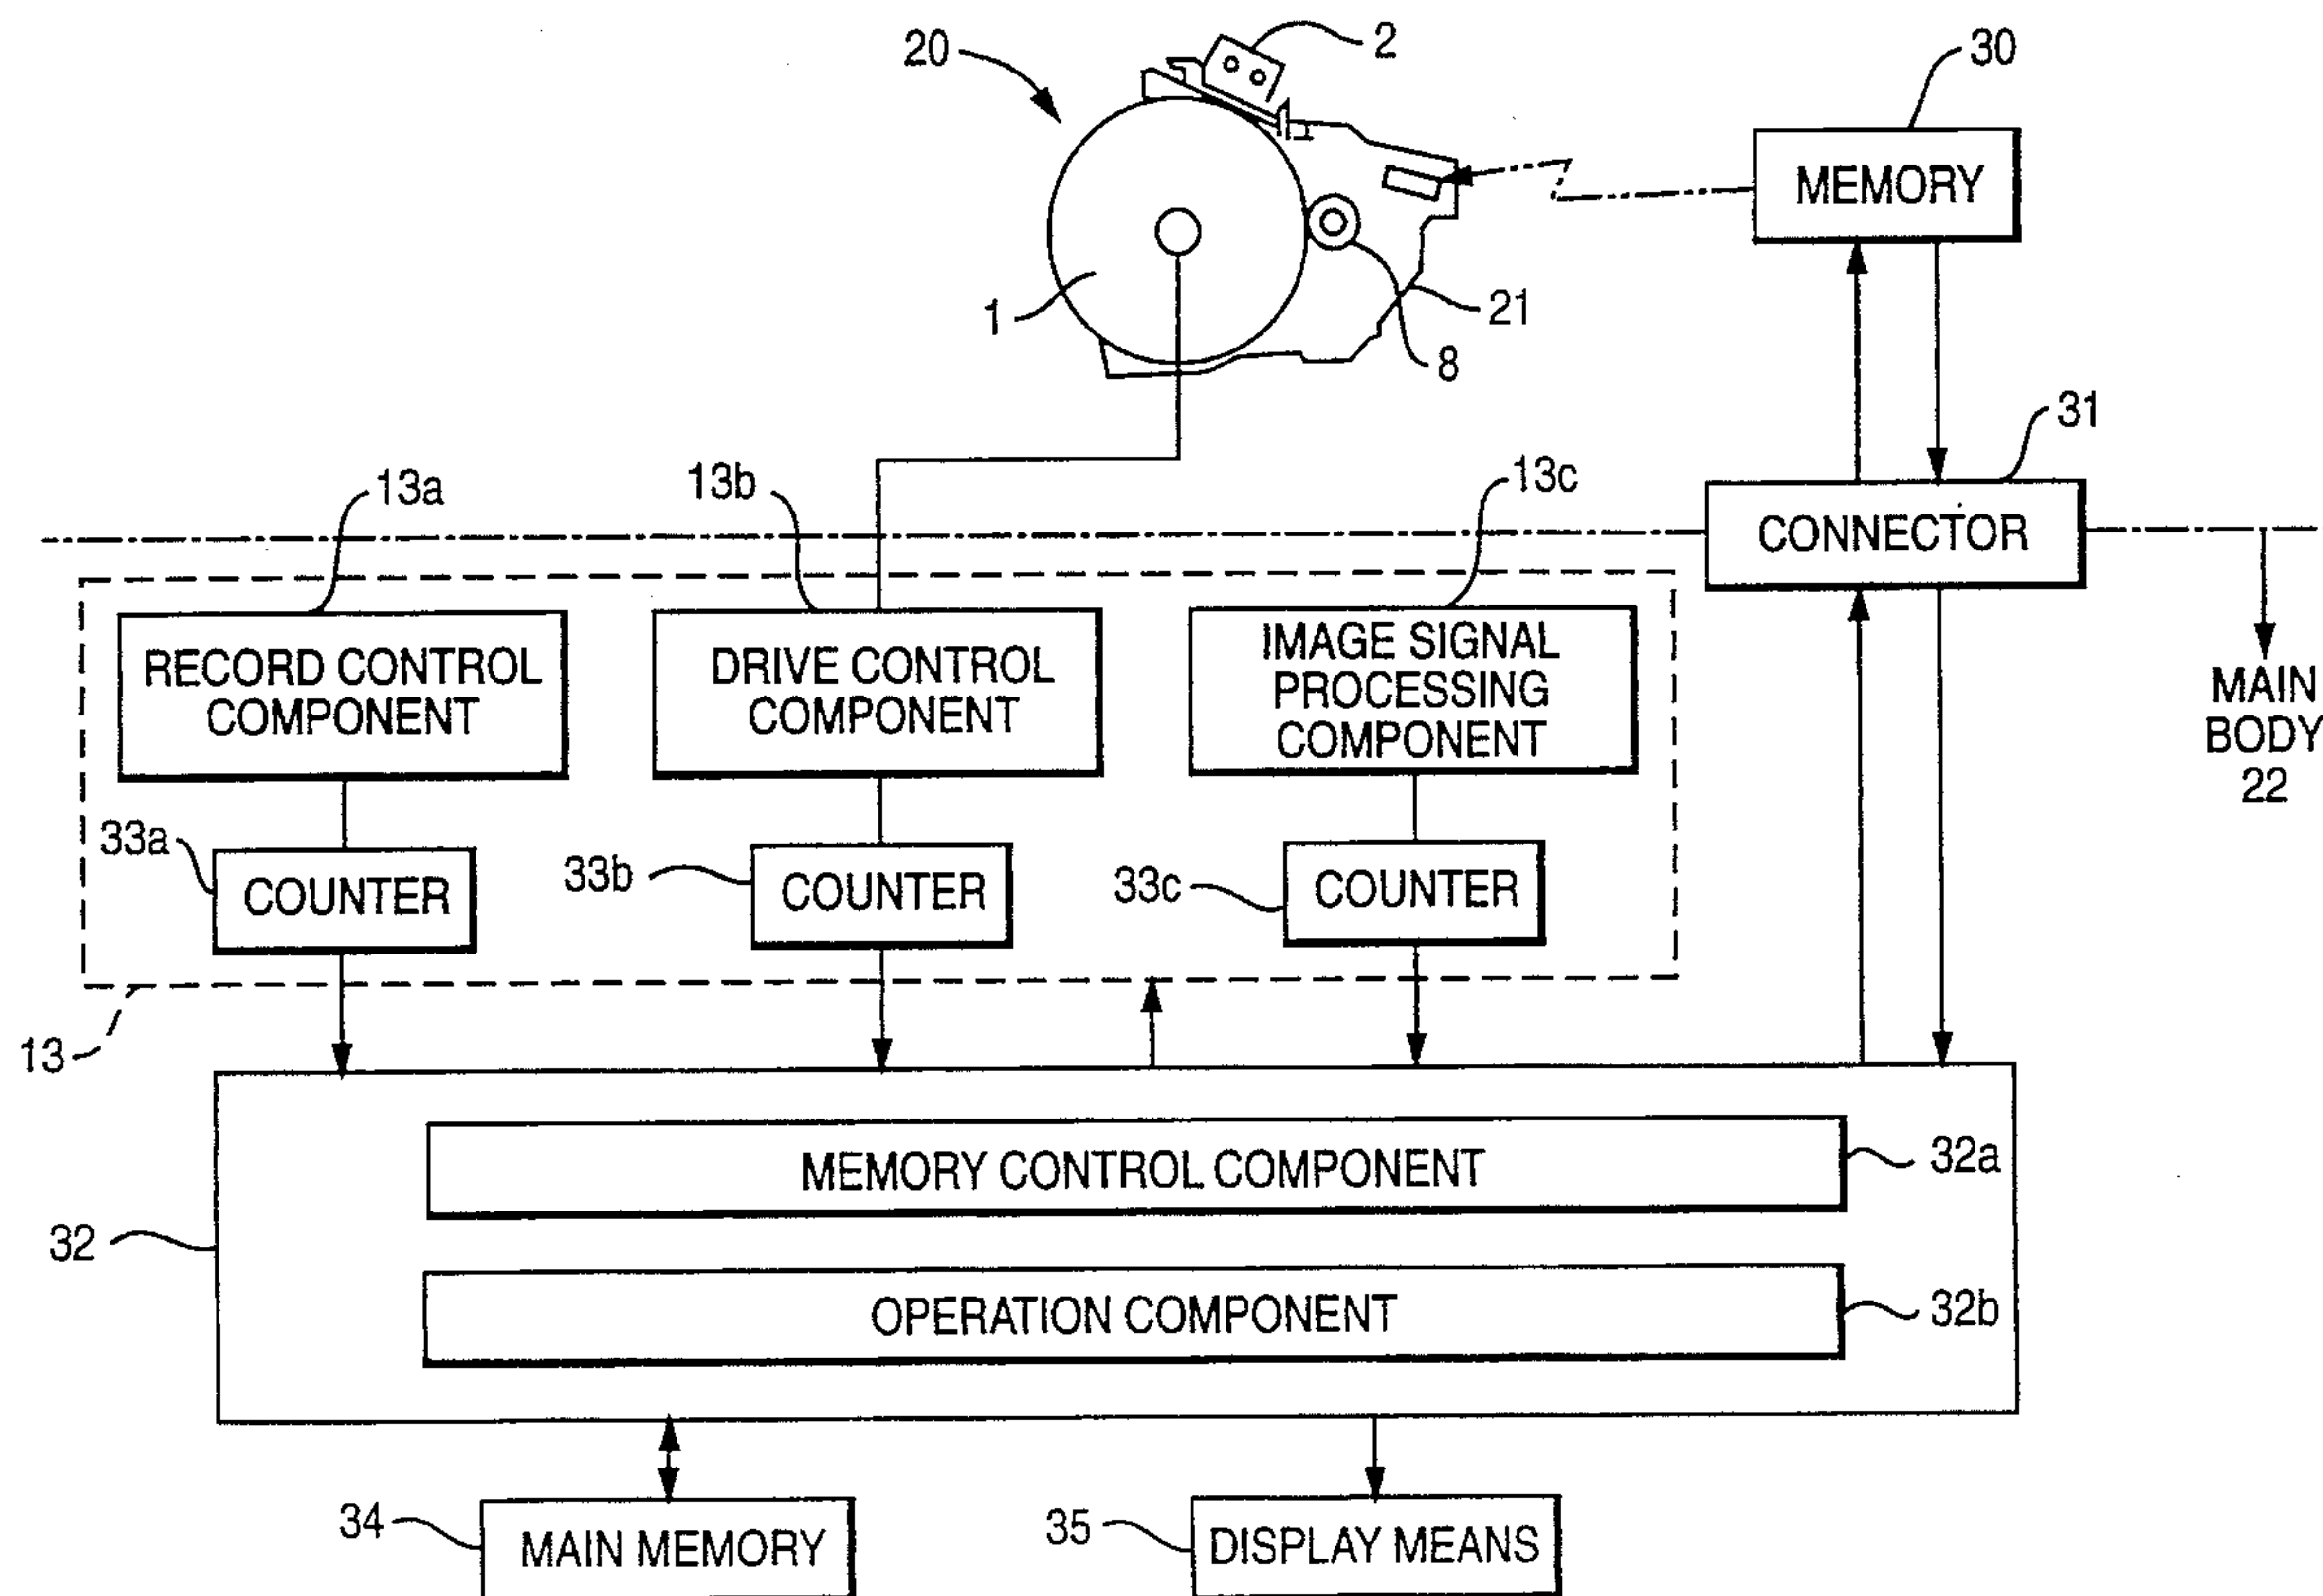 20
2
30
MEMORY
1
21
8
31
13a
13b
13c
CONNECTOR
RECORD CONTROL
COMPONENT
DRIVE CONTROL
COMPONENT
IMAGE SIGNAL
PROCESSING
COMPONENT
MAIN
BODY
22
33a
COUNTER
33b
COUNTER
33c
COUNTER
13
MEMORY CONTROL COMPONENT
32a
32
OPERATION COMPONENT
32b
34
MAIN MEMORY
35
DISPLAY MEANS